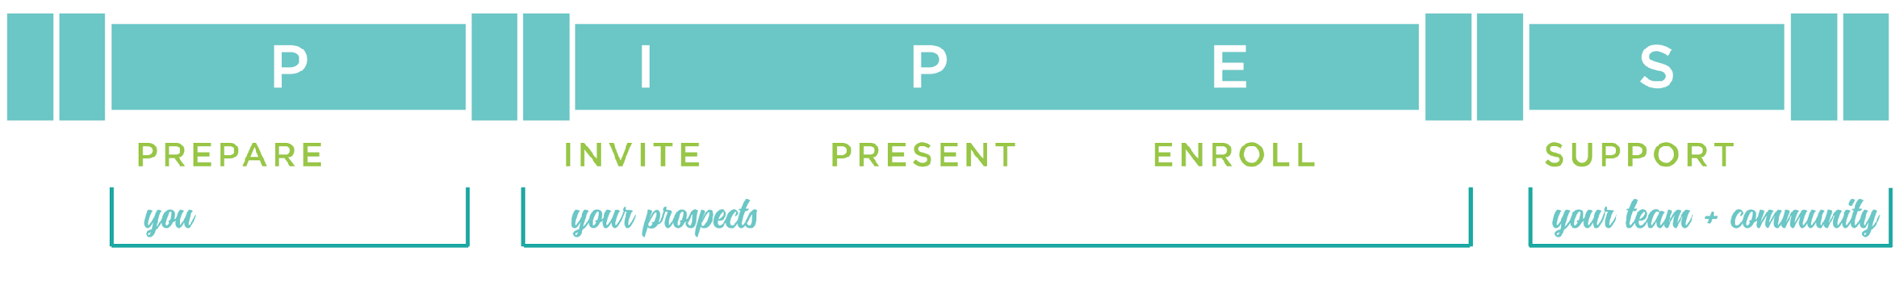 P I P E S
PREPARE INVITE PRESENT ENROLL SUPPORT
you your prospects your team + community